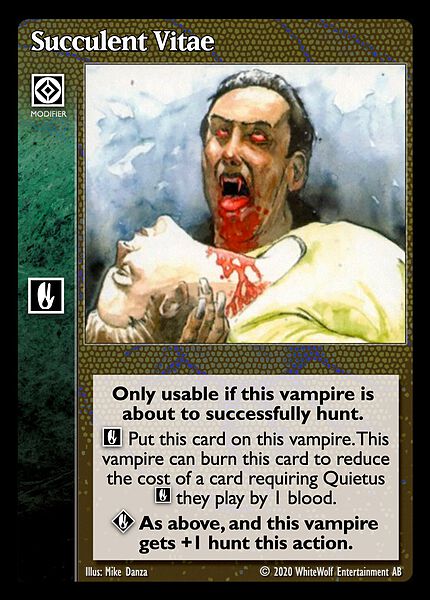 Succulent Vitae
MODIFIER
Only usable if this vampire is
about to successfully hunt.
Put this card on this vampire. This
vampire can burn this card to reduce
the cost of a card requiring Quietus
they play by 1 blood.
As above, and this vampire
gets +1 hunt this action.
Illus: Mike Danza
© 2020 WhiteWolf Entertainment AB